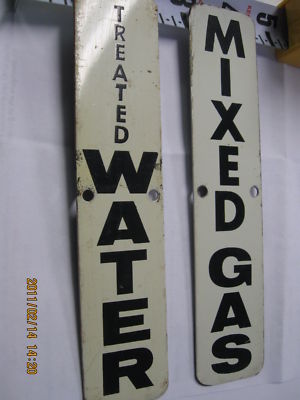 TREATED
WATER
MIXED GAS
2011/02/14 14:20